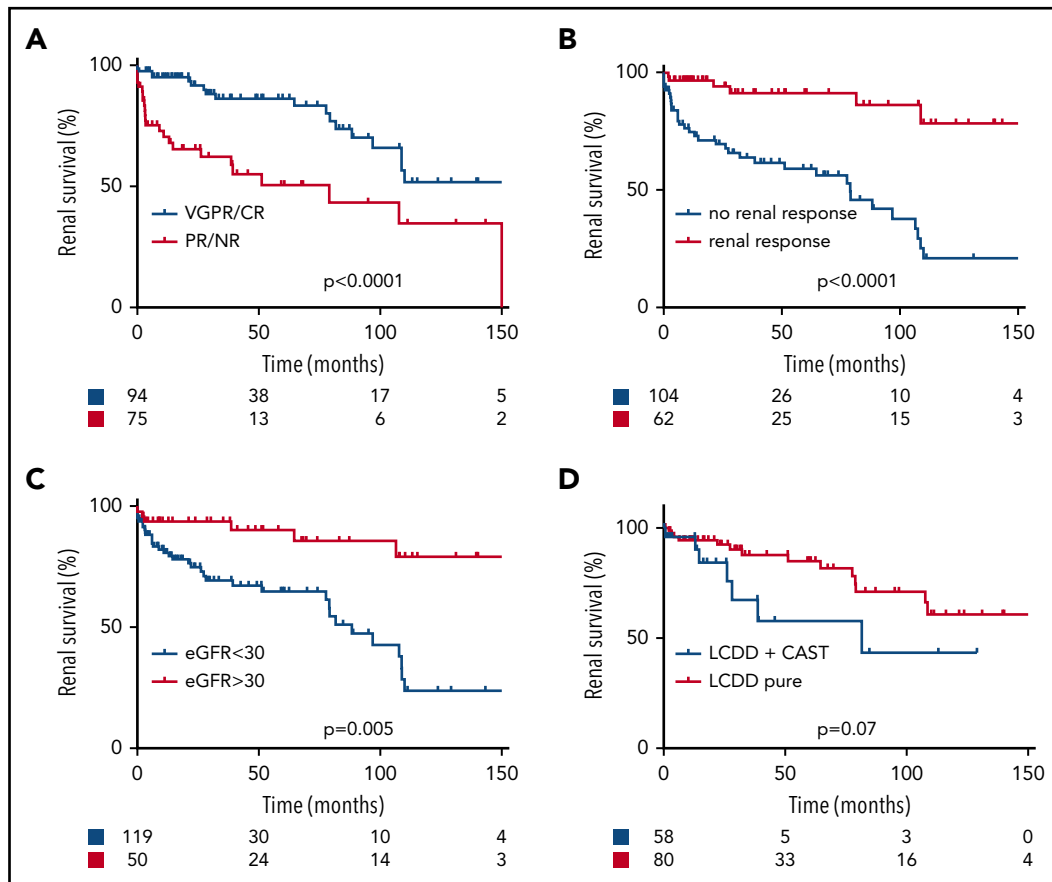 A
Renal survival (%)
100
50
0
VGPR/CR
PR/NR
p<0.0001
0 50 100 150
Time (months)
94 38 17 5
75 13 6 2
B
Renal survival (%)
100
50
0
no renal response
renal response
p<0.0001
0 50 100 150
Time (months)
104 26 10 4
62 25 15 3
C
Renal survival (%)
100
50
0
eGFR<30
eGFR>30
p=0.005
0 50 100 150
Time (months)
119 30 10 4
50 24 14 3
D
Renal survival (%)
100
50
0
LCDD + CAST
LCDD pure
p=0.07
0 50 100 150
Time (months)
58 5 3 0
80 33 16 4